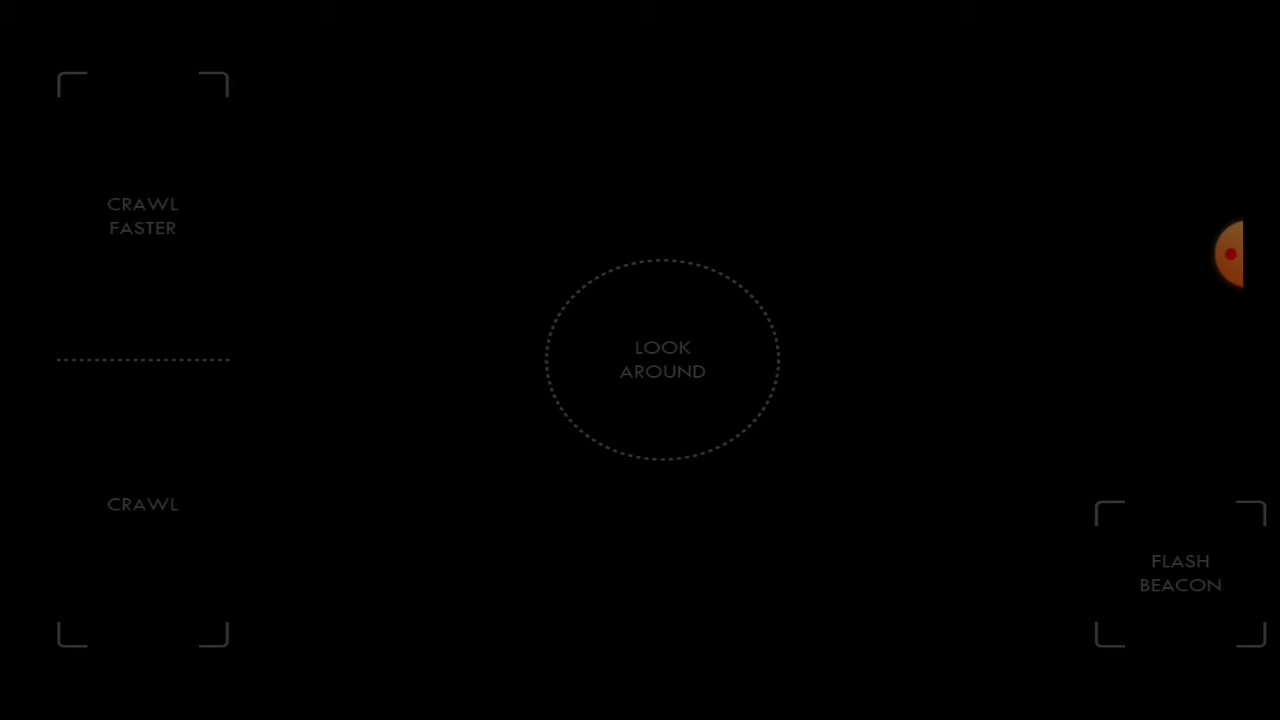 CRAWL
FASTER
LOOK
AROUND
CRAWL
FLASH
BEACON